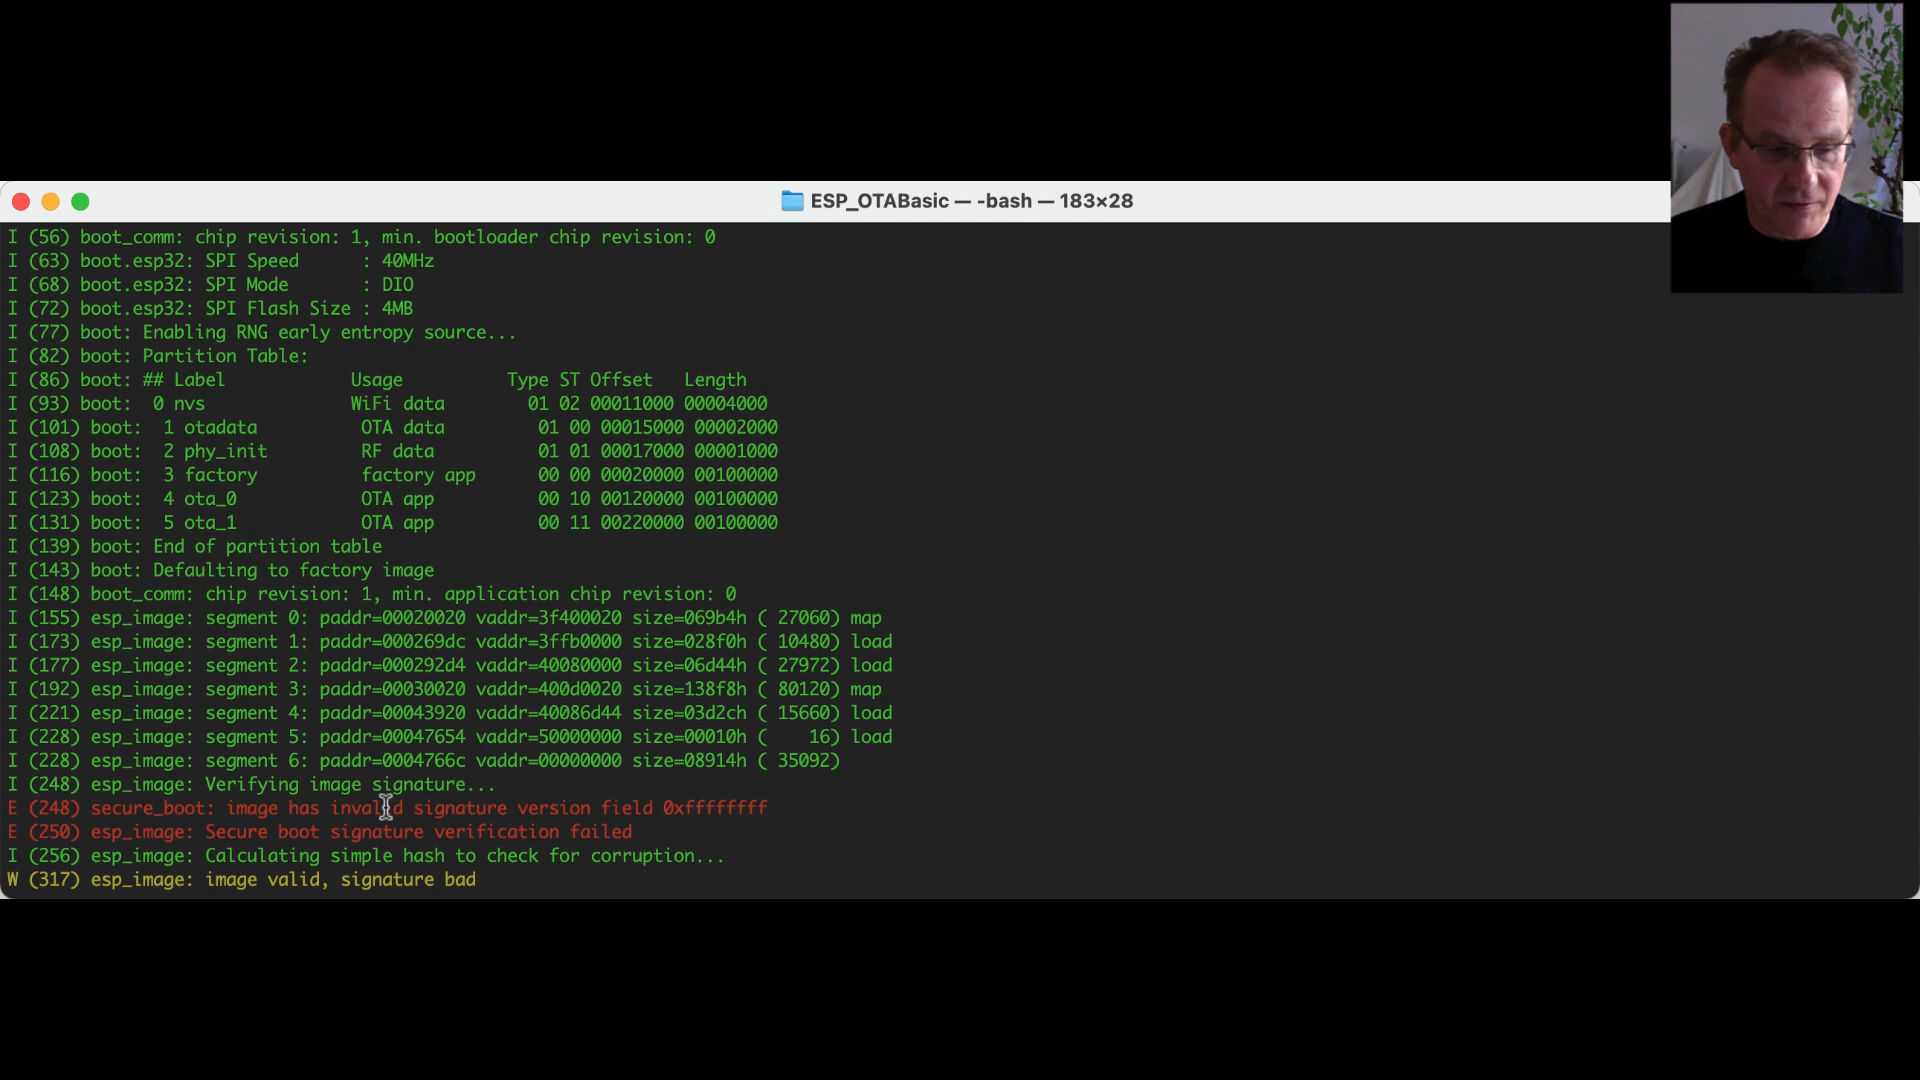 ESP_OTABasic — -bash — 183×28
I (56) boot_comm: chip revision: 1, min. bootloader chip revision: 0
I (63) boot.esp32: SPI Speed      : 40MHz
I (68) boot.esp32: SPI Mode       : DIO
I (72) boot.esp32: SPI Flash Size : 4MB
I (77) boot: Enabling RNG early entropy source...
I (82) boot: Partition Table:
I (86) boot: ## Label            Usage          Type ST Offset   Length
I (93) boot:  0 nvs              WiFi data        01 02 00011000 00004000
I (101) boot:  1 otadata          OTA data         01 00 00015000 00002000
I (108) boot:  2 phy_init         RF data          01 01 00017000 00001000
I (116) boot:  3 factory          factory app      00 00 00020000 00100000
I (123) boot:  4 ota_0            OTA app          00 10 00120000 00100000
I (131) boot:  5 ota_1            OTA app          00 11 00220000 00100000
I (139) boot: End of partition table
I (143) boot: Defaulting to factory image
I (148) boot_comm: chip revision: 1, min. application chip revision: 0
I (155) esp_image: segment 0: paddr=00020020 vaddr=3f400020 size=069b4h ( 27060) map
I (173) esp_image: segment 1: paddr=000269dc vaddr=3ffb0000 size=028f0h ( 10480) load
I (177) esp_image: segment 2: paddr=000292d4 vaddr=40080000 size=06d44h ( 27972) load
I (192) esp_image: segment 3: paddr=00030020 vaddr=400d0020 size=138f8h ( 80120) map
I (221) esp_image: segment 4: paddr=00043920 vaddr=40086d44 size=03d2ch ( 15660) load
I (228) esp_image: segment 5: paddr=00047654 vaddr=50000000 size=00010h (    16) load
I (228) esp_image: segment 6: paddr=0004766c vaddr=00000000 size=08914h ( 35092)
I (248) esp_image: Verifying image signature...
E (248) secure_boot: image has invalid signature version field 0xffffffff
E (250) esp_image: Secure boot signature verification failed
I (256) esp_image: Calculating simple hash to check for corruption...
W (317) esp_image: image valid, signature bad